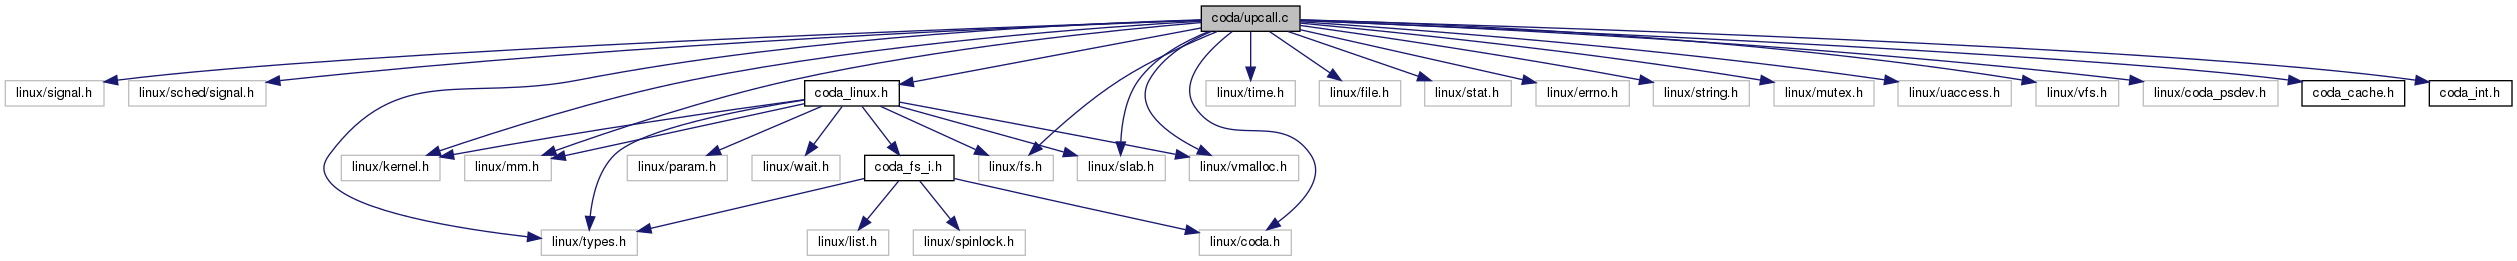 coda/upcall.c
linux/signal.h
linux/sched/signal.h
coda_linux.h
linux/time.h
linux/file.h
linux/stat.h
linux/errno.h
linux/string.h
linux/mutex.h
linux/uaccess.h
linux/vfs.h
linux/coda_psdev.h
coda_cache.h
coda_int.h
linux/kernel.h
linux/mm.h
linux/param.h
linux/wait.h
coda_fs_i.h
linux/fs.h
linux/slab.h
linux/vmalloc.h
linux/types.h
linux/list.h
linux/spinlock.h
linux/coda.h